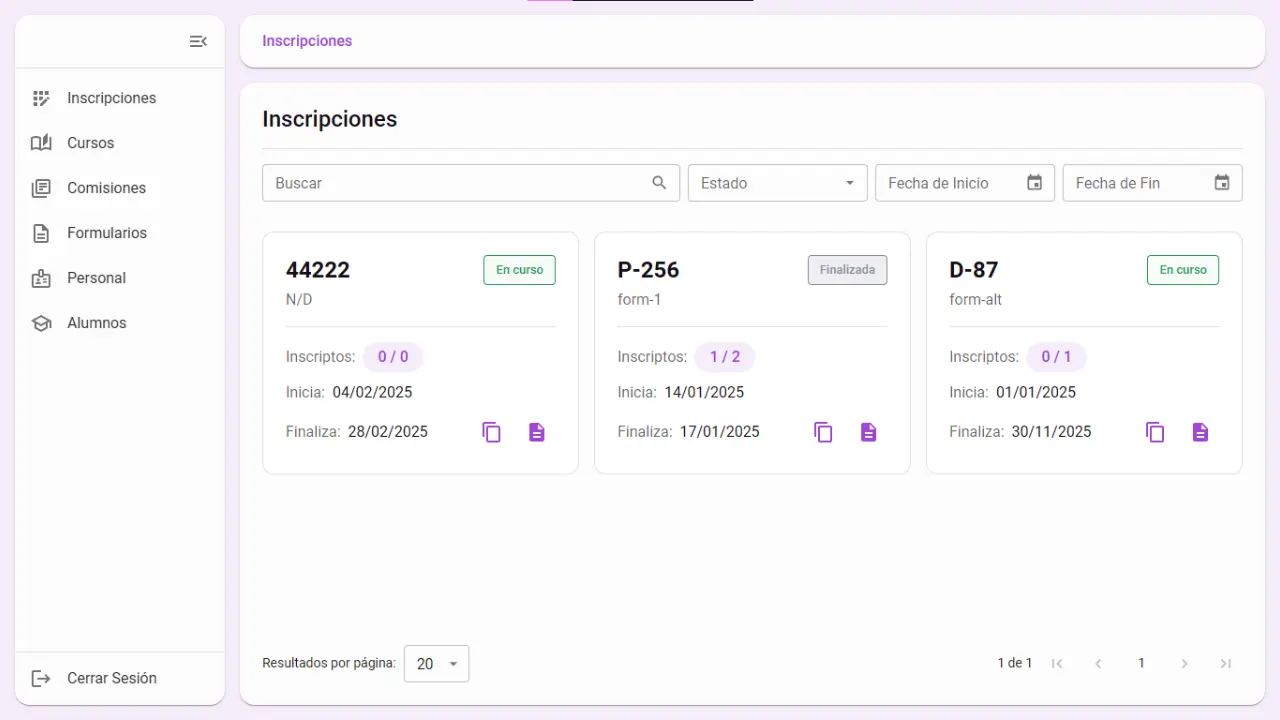 Inscripciones
Cursos
Comisiones
Formularios
Personal
Alumnos
Cerrar Sesión
Inscripciones
Inscripciones
Buscar
Estado
Fecha de Inicio
Fecha de Fin
44222
En curso
N/D
Inscriptos: 0 / 0
Inicia: 04/02/2025
Finaliza: 28/02/2025
P-256
Finalizada
form-1
Inscriptos: 1 / 2
Inicia: 14/01/2025
Finaliza: 17/01/2025
D-87
En curso
form-alt
Inscriptos: 0 / 1
Inicia: 01/01/2025
Finaliza: 30/11/2025
Resultados por página: 20
1 de 1
1